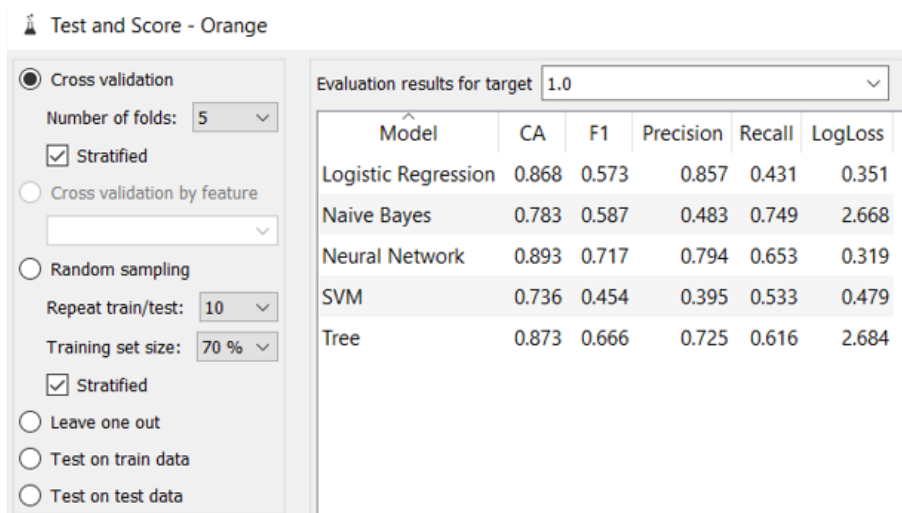 Test and Score - Orange
Cross validation
Number of folds: 5
Stratified
Cross validation by feature
Random sampling
Repeat train/test: 10
Training set size: 70 %
Stratified
Leave one out
Test on train data
Test on test data
Evaluation results for target 1.0
Model CA F1 Precision Recall LogLoss
Logistic Regression 0.868 0.573 0.857 0.431 0.351
Naive Bayes 0.783 0.587 0.483 0.749 2.668
Neural Network 0.893 0.717 0.794 0.653 0.319
SVM 0.736 0.454 0.395 0.533 0.479
Tree 0.873 0.666 0.725 0.616 2.684